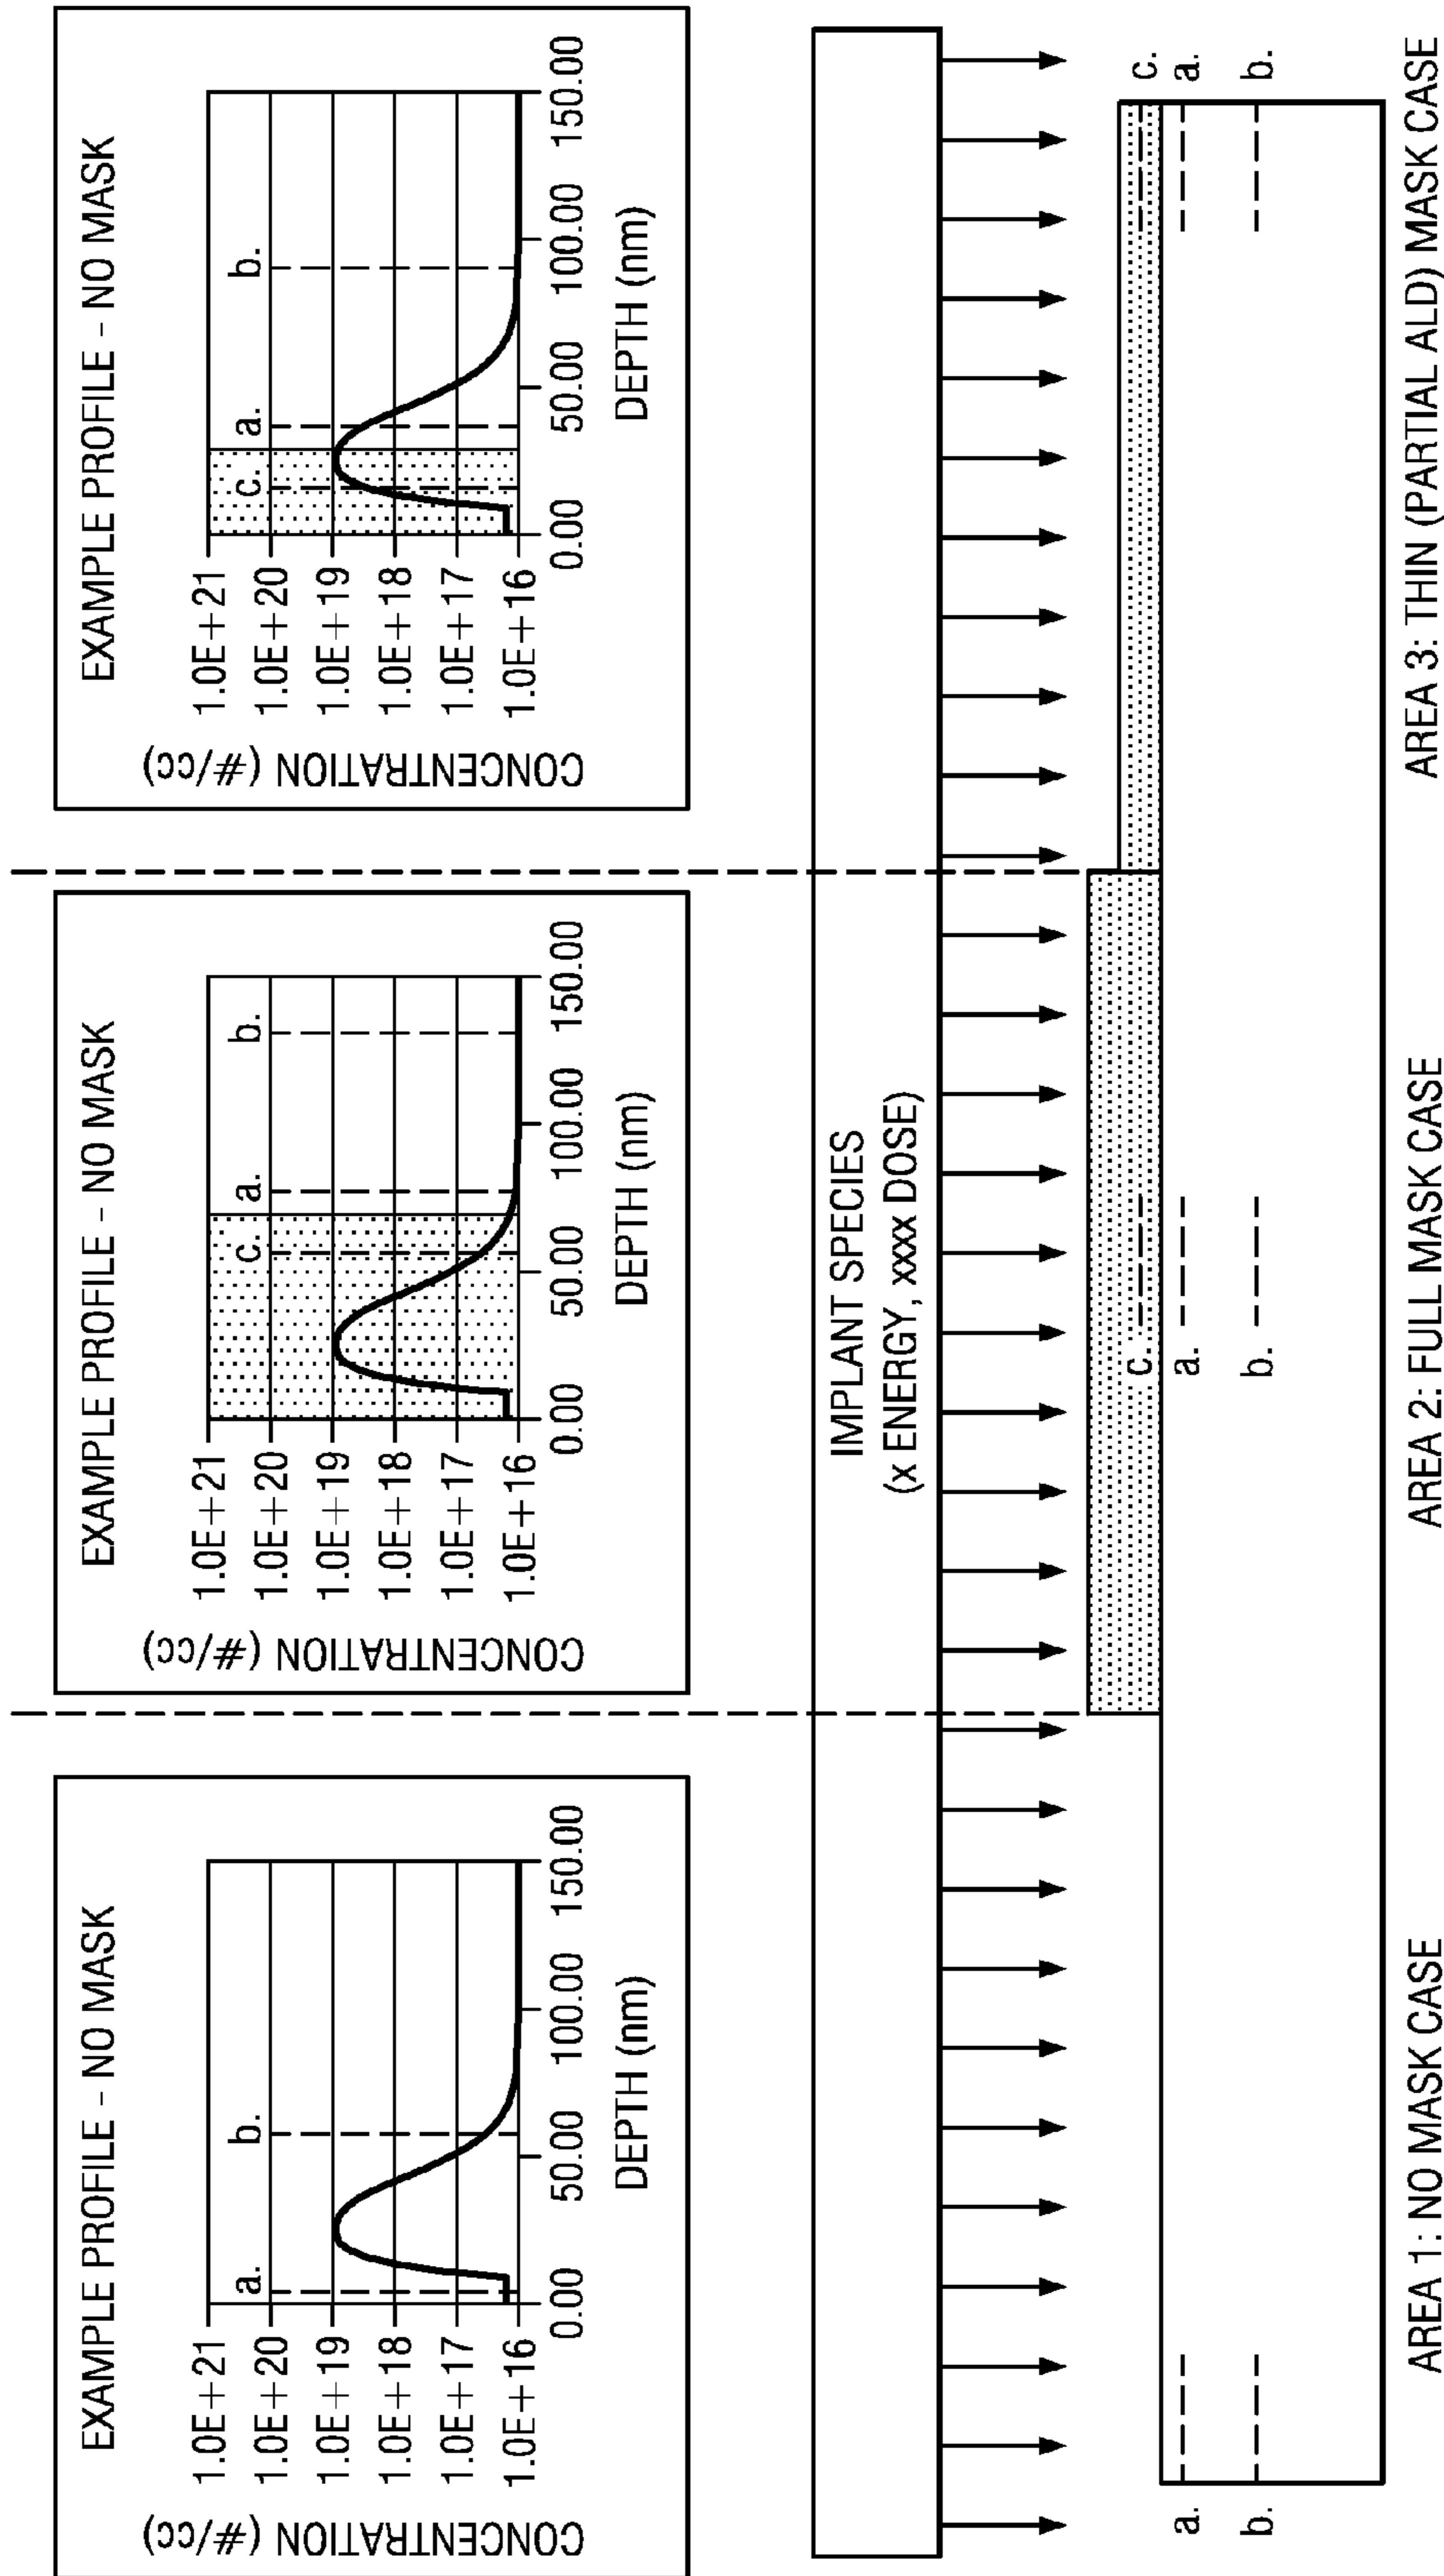 EXAMPLE PROFILE - NO MASK
CONCENTRATION (#/cc)
1.0E+21
1.0E+20
1.0E+19
1.0E+18
1.0E+17
1.0E+16
a.
b.
0.00
50.00
100.00
150.00
DEPTH (nm)
EXAMPLE PROFILE - NO MASK
CONCENTRATION (#/cc)
1.0E+21
1.0E+20
1.0E+19
1.0E+18
1.0E+17
1.0E+16
c.
a.
b.
0.00
50.00
100.00
150.00
DEPTH (nm)
EXAMPLE PROFILE - NO MASK
CONCENTRATION (#/cc)
1.0E+21
1.0E+20
1.0E+19
1.0E+18
1.0E+17
1.0E+16
c.
a.
b.
0.00
50.00
100.00
150.00
DEPTH (nm)
IMPLANT SPECIES
(x ENERGY, xxxx DOSE)
a.
b.
c.
a.
b.
c.
a.
b.
AREA 1: NO MASK CASE
AREA 2: FULL MASK CASE
AREA 3: THIN (PARTIAL ALD) MASK CASE